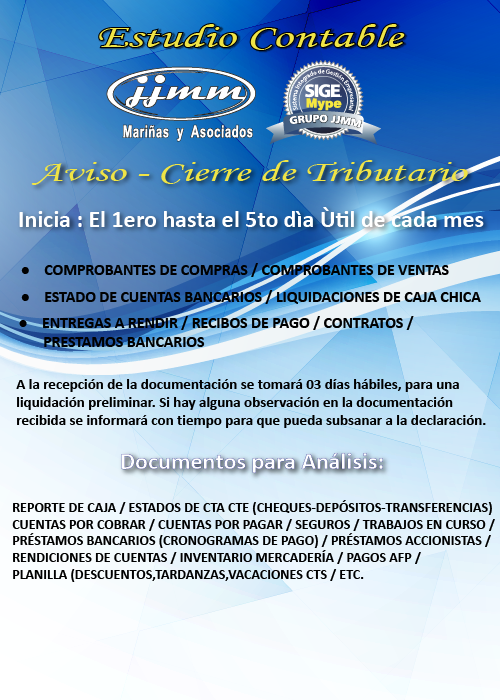 Estudio Contable
jjmm
Mariñas y Asociados
Sistema Integrado de Gestión Empresarial
SIGE
Mype
GRUPO JJMM
Aviso - Cierre de Tributario
Inicia : El 1ero hasta el 5to dìa Ùtil de cada mes
● COMPROBANTES DE COMPRAS / COMPROBANTES DE VENTAS
● ESTADO DE CUENTAS BANCARIOS / LIQUIDACIONES DE CAJA CHICA
● ENTREGAS A RENDIR / RECIBOS DE PAGO / CONTRATOS /
PRESTAMOS BANCARIOS
A la recepción de la documentación se tomará 03 días hábiles, para una
liquidación preliminar. Si hay alguna observación en la documentación
recibida se informará con tiempo para que pueda subsanar a la declaración.
Documentos para Análisis:
REPORTE DE CAJA / ESTADOS DE CTA CTE (CHEQUES-DEPÓSITOS-TRANSFERENCIAS)
CUENTAS POR COBRAR / CUENTAS POR PAGAR / SEGUROS / TRABAJOS EN CURSO /
PRÉSTAMOS BANCARIOS (CRONOGRAMAS DE PAGO) / PRÉSTAMOS ACCIONISTAS /
RENDICIONES DE CUENTAS / INVENTARIO MERCADERÍA / PAGOS AFP /
PLANILLA (DESCUENTOS,TARDANZAS,VACACIONES CTS / ETC.